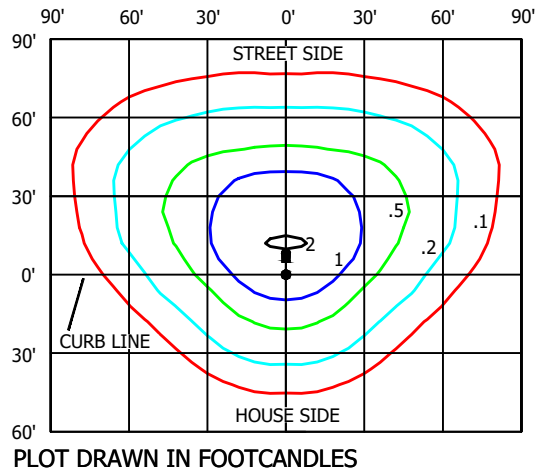 90' 60' 30' 0' 30' 60' 90'
90'
STREET SIDE
60'
30'
.5 .1
2 .2
1
0'
CURB LINE
30'
HOUSE SIDE
60'
PLOT DRAWN IN FOOTCANDLES